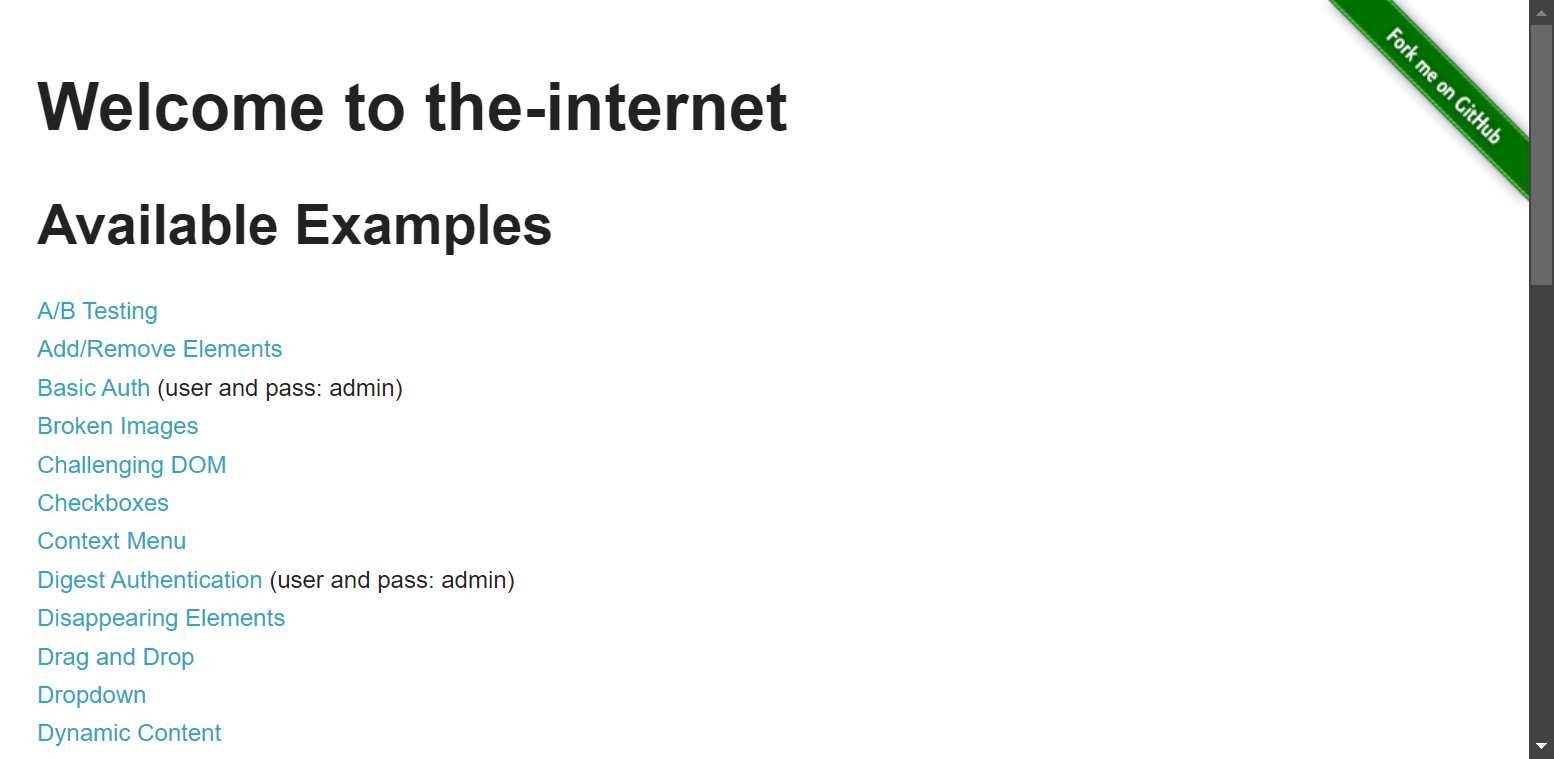 Fork me on GitHub
Welcome to the-internet
Available Examples
A/B Testing
Add/Remove Elements
Basic Auth (user and pass: admin)
Broken Images
Challenging DOM
Checkboxes
Context Menu
Digest Authentication (user and pass: admin)
Disappearing Elements
Drag and Drop
Dropdown
Dynamic Content